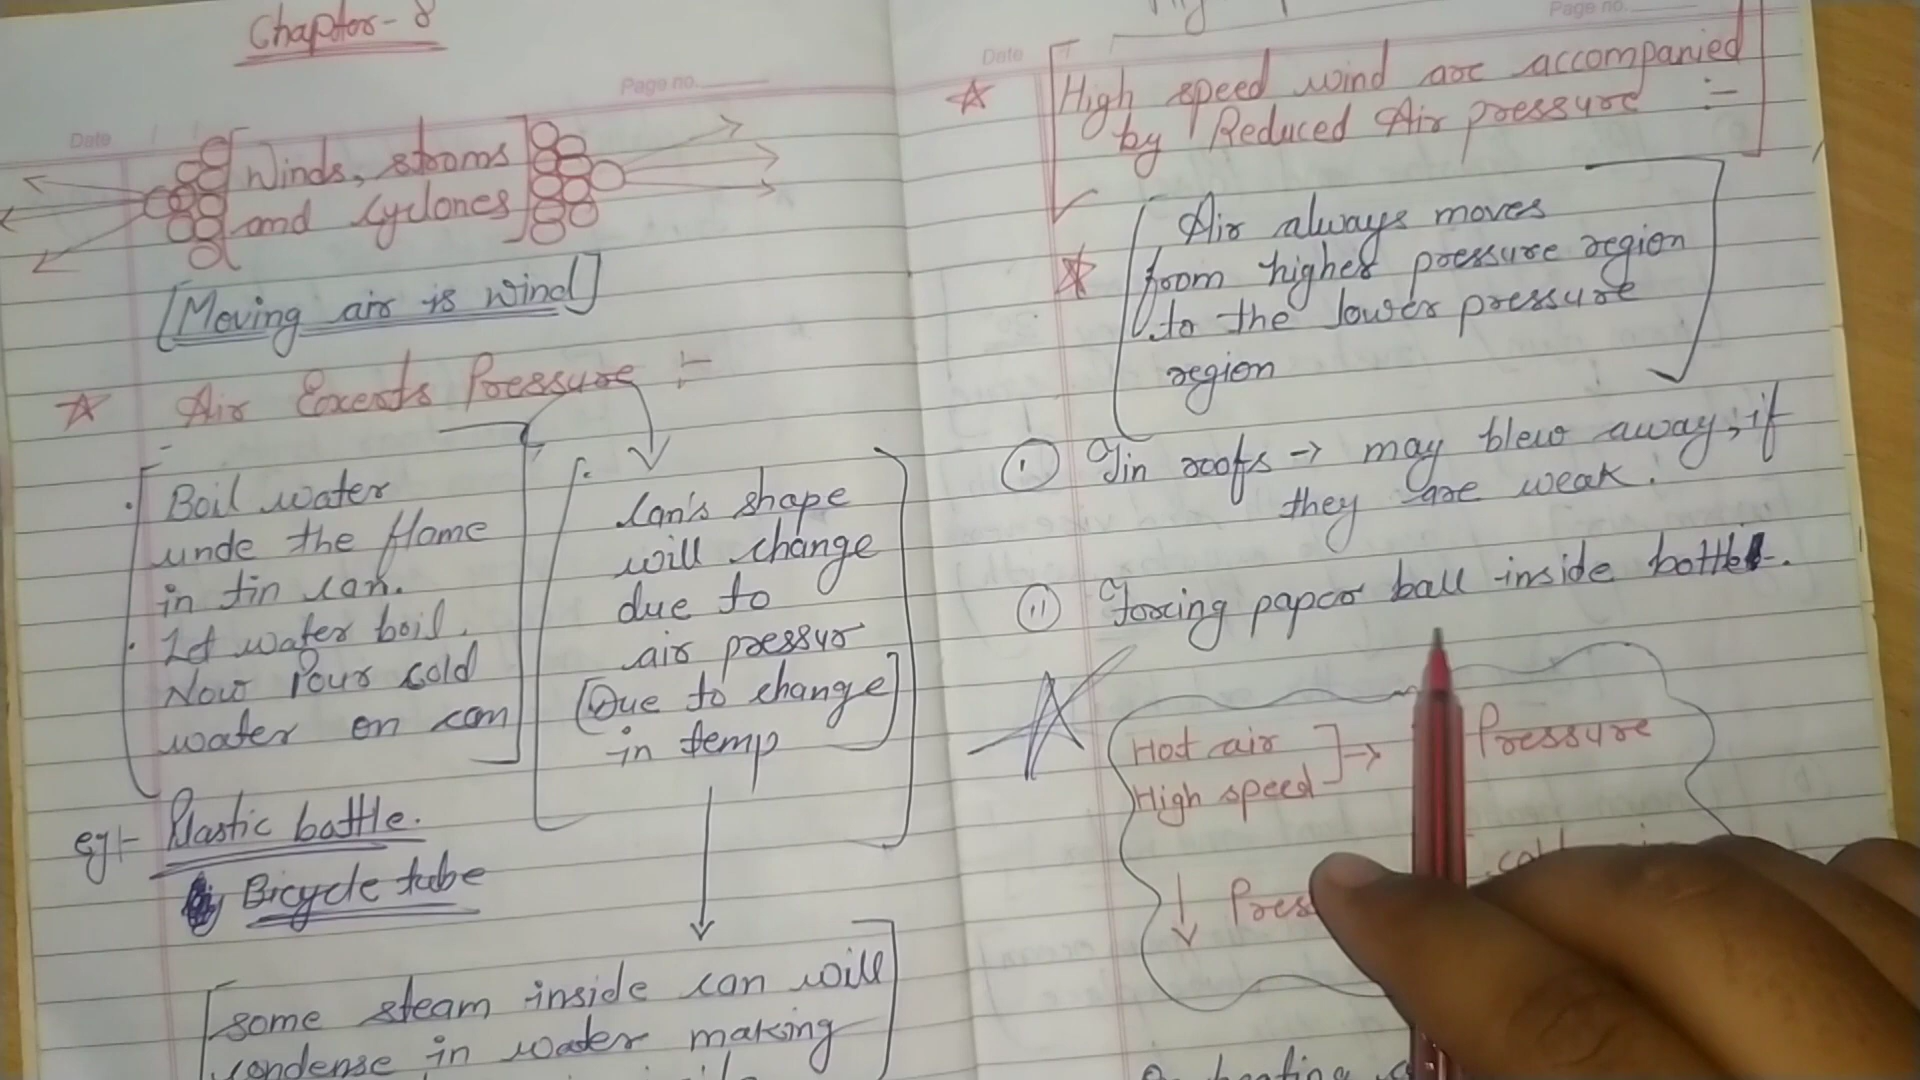 Chapter - 8
Page no.
Date
Winds, stroms
and cyclones
[Moving air is wind]
Air Exerts Pressure :-
Boil water
unde the flame
in tin can.
Let water boil.
Now Pour cold
water on can
can's shape
will change
due to
air pressur
[Due to change]
in temp
eg:- Plastic bottle.
Bicycle tube
some steam inside can will
condense in water making
Page no.
Date
High speed wind are accompanied
by Reduced Air pressure :-
Air always moves
from higher pressure region
to the lower pressure
region
(i) Tin roofs → may blew away, if
they are weak.
(ii) Forcing paper ball inside bottle.
Hot air
High speed
] → Pressure
↓